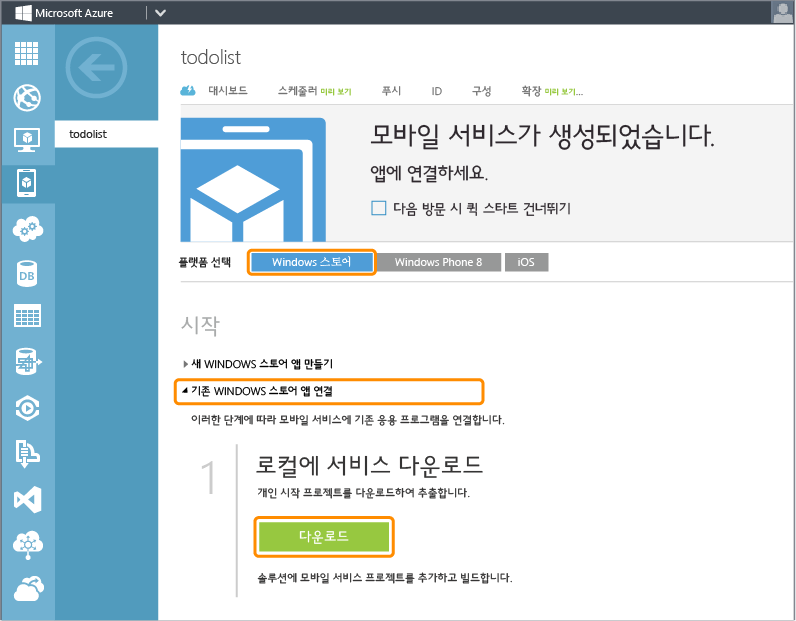 Microsoft Azure
todolist
todolist
대시보드 스케줄러 미리 보기 푸시 ID 구성 확장 미리 보기...
모바일 서비스가 생성되었습니다.
앱에 연결하세요.
다음 방문 시 퀵 스타트 건너뛰기
플랫폼 선택 Windows 스토어 Windows Phone 8 iOS
시작
새 WINDOWS 스토어 앱 만들기
기존 WINDOWS 스토어 앱 연결
이러한 단계에 따라 모바일 서비스에 기존 응용 프로그램을 연결합니다.
1 로컬에 서비스 다운로드
개인 시작 프로젝트를 다운로드하여 추출합니다.
다운로드
솔루션에 모바일 서비스 프로젝트를 추가하고 빌드합니다.
DB